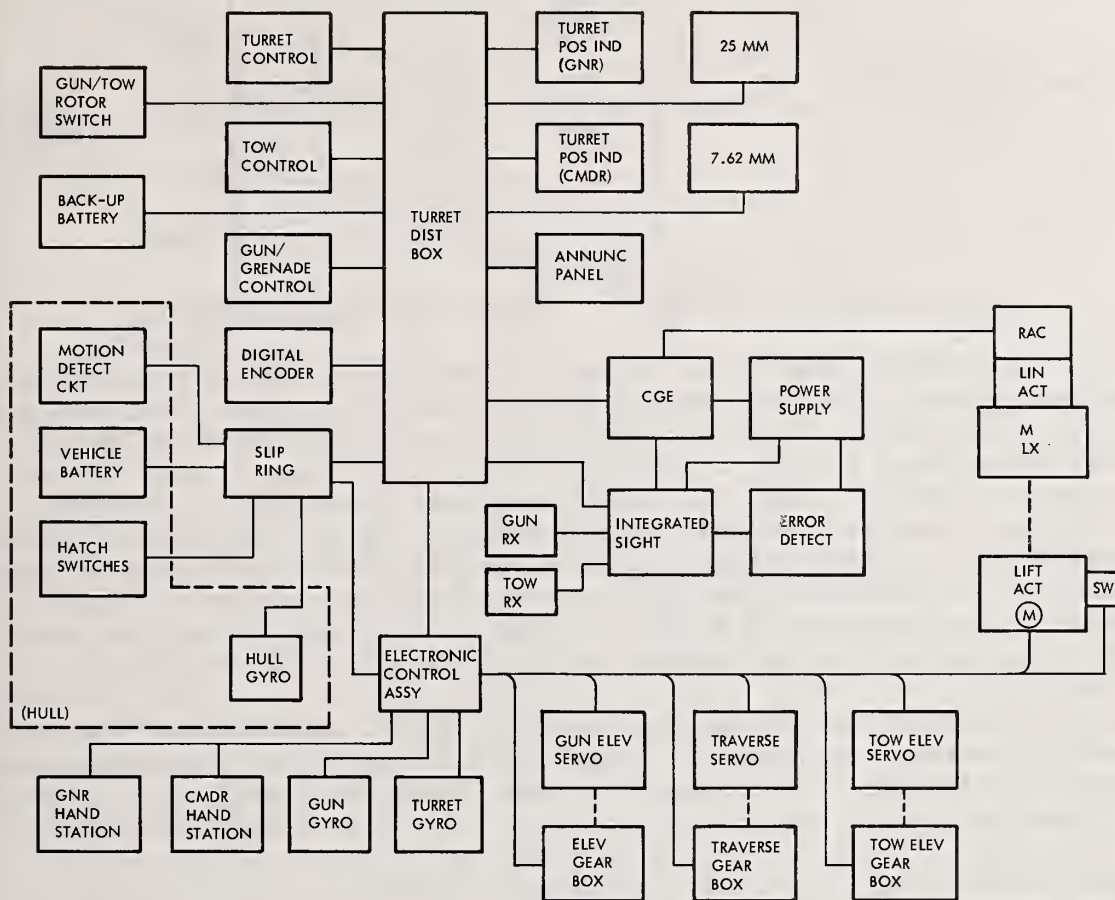 TURRET
CONTROL
TURRET
POS IND
(GNR)
25 MM
GUN/TOW
ROTOR
SWITCH
TOW
CONTROL
TURRET
POS IND
(CMDR)
7.62 MM
BACK-UP
BATTERY
TURRET
DIST
BOX
GUN/
GRENADE
CONTROL
ANNUNC
PANEL
MOTION
DETECT
CKT
DIGITAL
ENCODER
CGE
POWER
SUPPLY
RAC
LIN
ACT
M
LX
VEHICLE
BATTERY
SLIP
RING
HATCH
SWITCHES
GUN
RX
INTEGRATED
SIGHT
ERROR
DETECT
TOW
RX
LIFT
ACT
M
SW
HULL
GYRO
(HULL)
ELECTRONIC
CONTROL
ASSY
GUN ELEV
SERVO
TRAVERSE
SERVO
TOW ELEV
SERVO
GNR
HAND
STATION
CMDR
HAND
STATION
GUN
GYRO
TURRET
GYRO
ELEV
GEAR
BOX
TRAVERSE
GEAR
BOX
TOW ELEV
GEAR
BOX